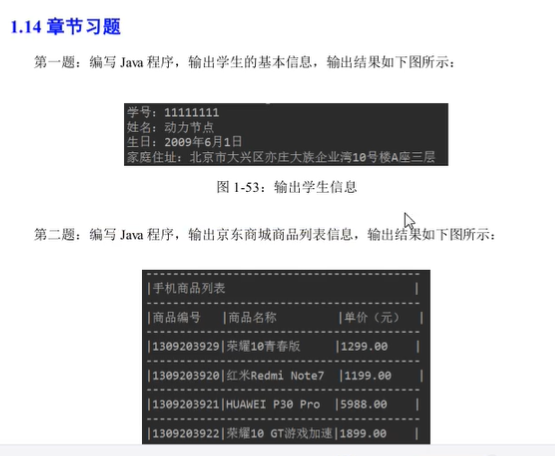 1.14 章节习题
第一题：编写 Java 程序，输出学生的基本信息，输出结果如下图所示：
学号：11111111
姓名：动力节点
生日：2009年6月1日
家庭住址：北京市大兴区亦庄大族企业湾10号楼A座三层
图 1-53：输出学生信息
第二题：编写 Java 程序，输出京东商城商品列表信息，输出结果如下图所示：
-----------------------------------------
|手机商品列表 |
-----------------------------------------
|商品编号 |商品名称 |单价（元） |
-----------------------------------------
|1309203929|荣耀10青春版 |1299.00 |
-----------------------------------------
|1309203920|红米Redmi Note7 |1199.00 |
-----------------------------------------
|1309203921|HUAWEI P30 Pro |5988.00 |
-----------------------------------------
|1309203922|荣耀10 GT游戏加速|1899.00 |